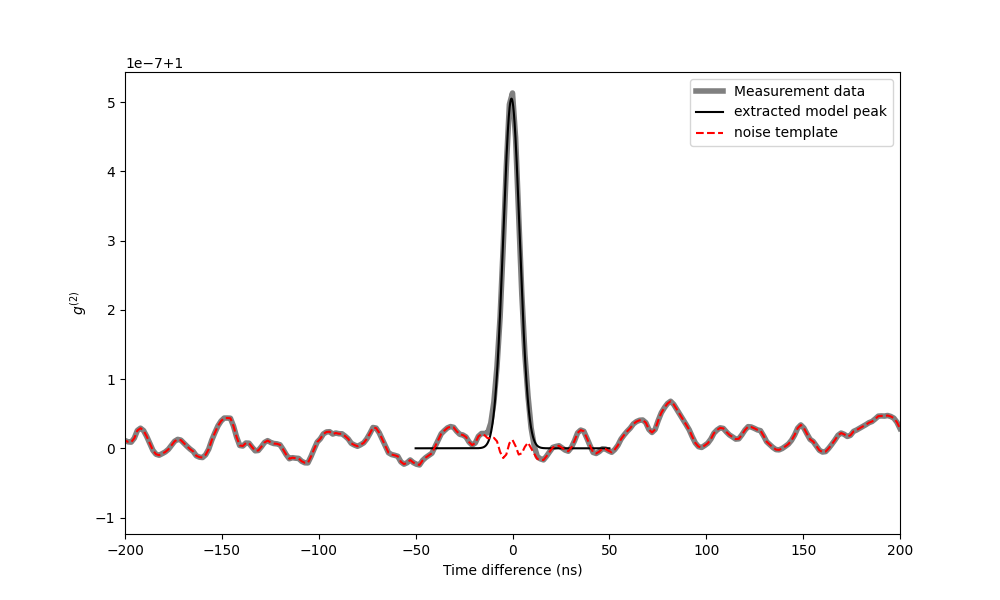 1e−7+1
Measurement data
extracted model peak
noise template
5
4
3
2
1
0
−1
g(2)
−200 −150 −100 −50 0 50 100 150 200
Time difference (ns)